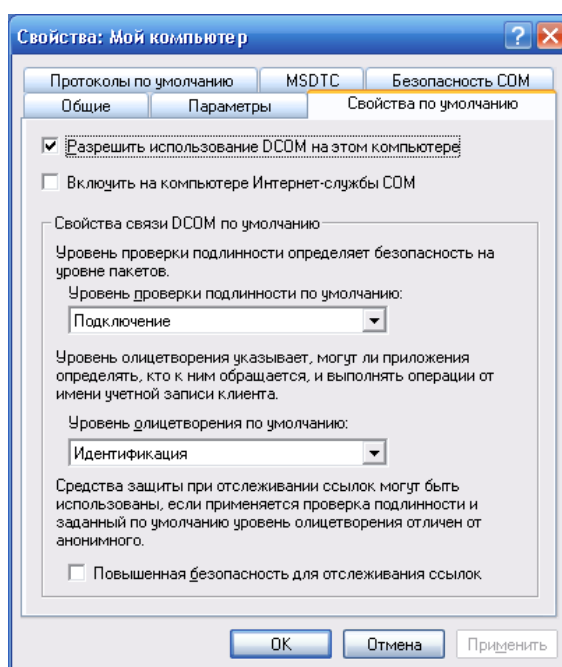 Свойства: Мой компьютер
Протоколы по умолчанию MSDTC Безопасность COM
Общие Параметры Свойства по умолчанию
Разрешить использование DCOM на этом компьютере
Включить на компьютере Интернет-службы COM
Свойства связи DCOM по умолчанию
Уровень проверки подлинности определяет безопасность на
уровне пакетов.
Уровень проверки подлинности по умолчанию:
Подключение
Уровень олицетворения указывает, могут ли приложения
определять, кто к ним обращается, и выполнять операции от
имени учетной записи клиента.
Уровень олицетворения по умолчанию:
Идентификация
Средства защиты при отслеживании ссылок могут быть
использованы, если применяется проверка подлинности и
заданный по умолчанию уровень олицетворения отличен от
анонимного.
Повышенная безопасность для отслеживания ссылок
OK Отмена Применить